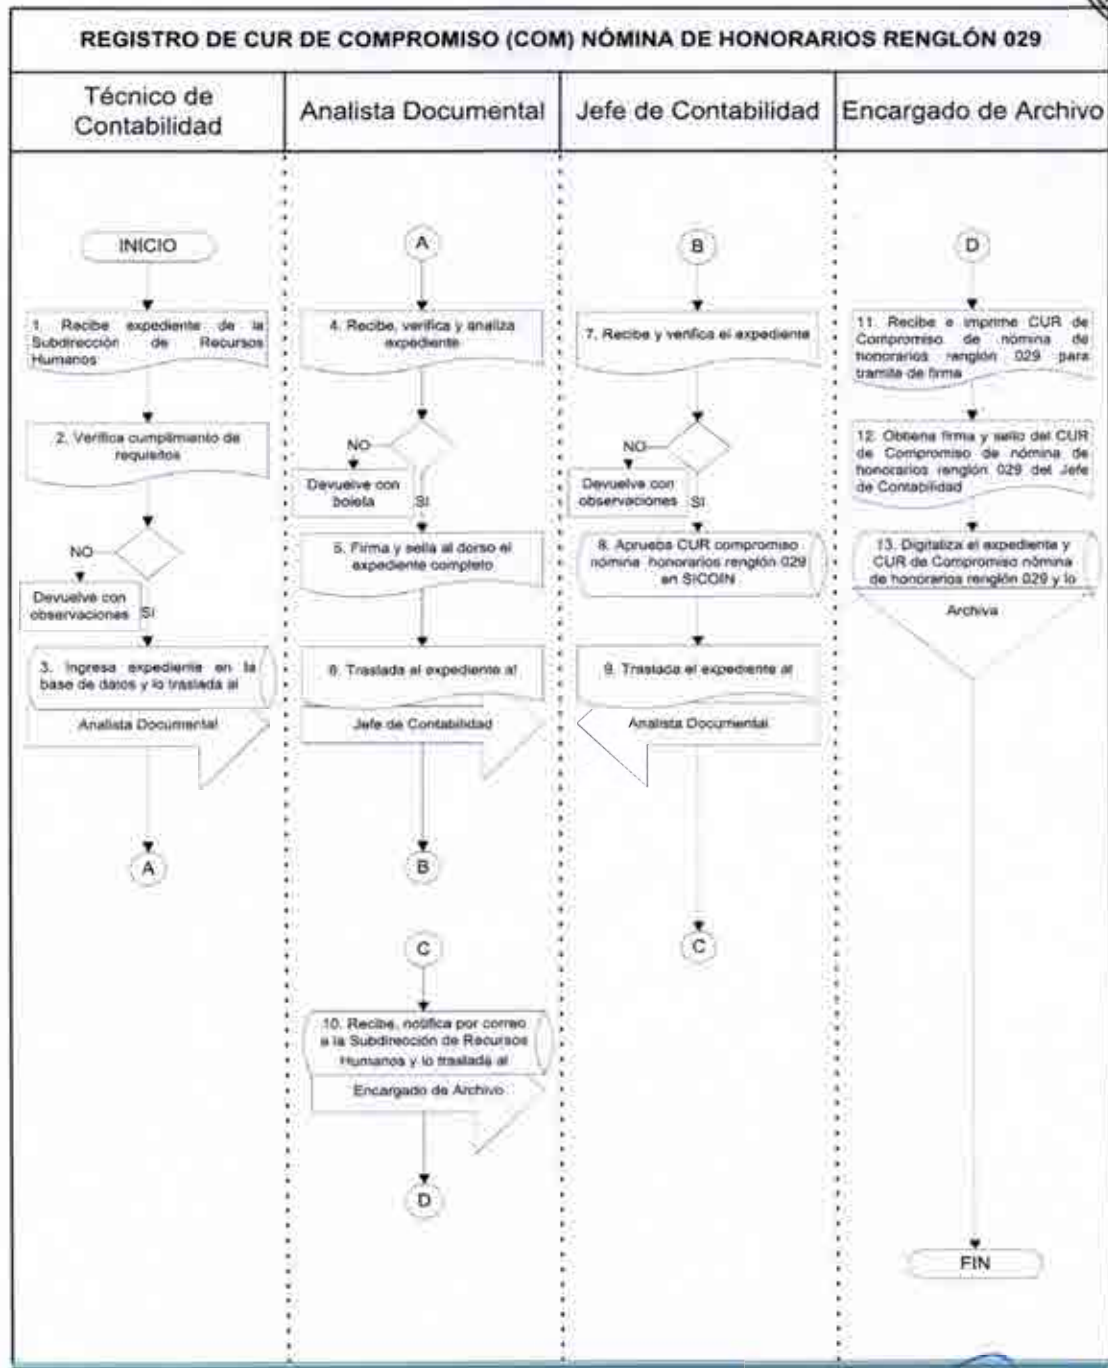 REGISTRO DE CUR DE COMPROMISO (COM) NÓMINA DE HONORARIOS RENGLÓN 029
Técnico de
Contabilidad
Analista Documental
Jefe de Contabilidad
Encargado de Archivo
INICIO
1. Recibe expediente de la
Subdirección de Recursos
Humanos
2. Verifica cumplimiento de
requisitos
NO
Devuelve con
observaciones
SI
3. Ingresa expediente en la
base de datos y lo traslada al
Analista Documental
A
A
4. Recibe, verifica y analiza
expediente
NO
Devuelve con
boleta
SI
5. Firma y sella al dorso el
expediente completo
6. Traslada el expediente al
Jefe de Contabilidad
B
C
10. Recibe, notifica por correo
a la Subdirección de Recursos
Humanos y lo traslada al
Encargado de Archivo
D
B
7. Recibe y verifica el expediente
NO
Devuelve con
observaciones
SI
8. Aprueba CUR compromiso
nómina honorarios renglón 029
en SICOIN
9. Traslada el expediente al
Analista Documental
C
D
11. Recibe e imprime CUR de
Compromiso de nómina de
honorarios renglón 029 para
tramite de firma
12. Obtiene firma y sello del CUR
de Compromiso de nómina de
honorarios renglón 029 del Jefe
de Contabilidad
13. Digitaliza el expediente y
CUR de Compromiso nómina
de honorarios renglón 029 y lo
Archiva
FIN